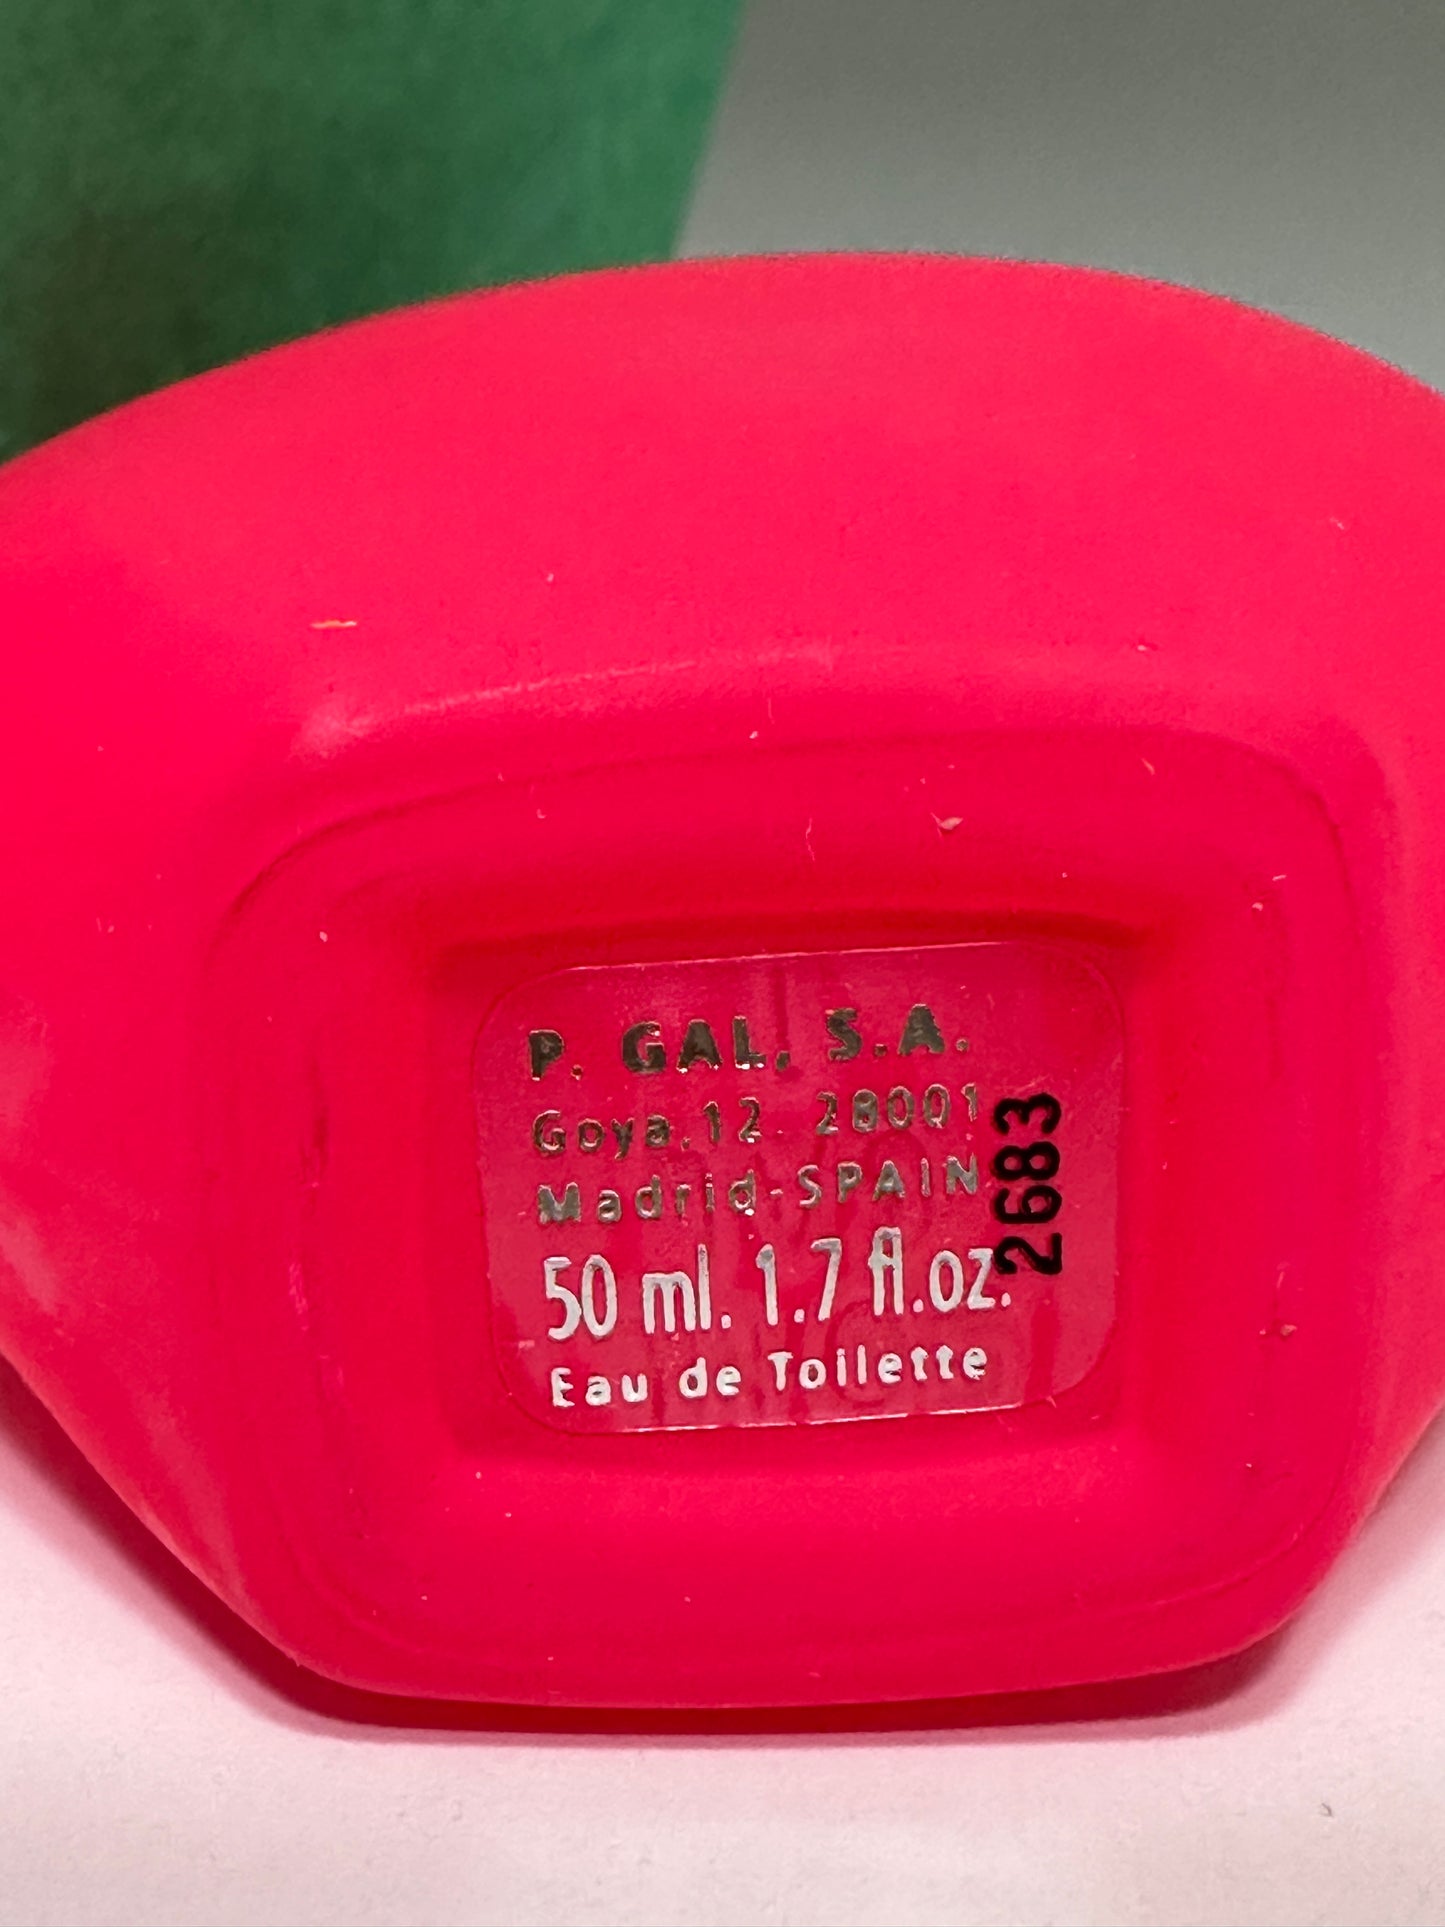 P. GAL, S.A.
Goya, 12. 28001
Madrid-SPAIN
50 ml. 1.7 fl.oz.
Eau de Toilette
2683